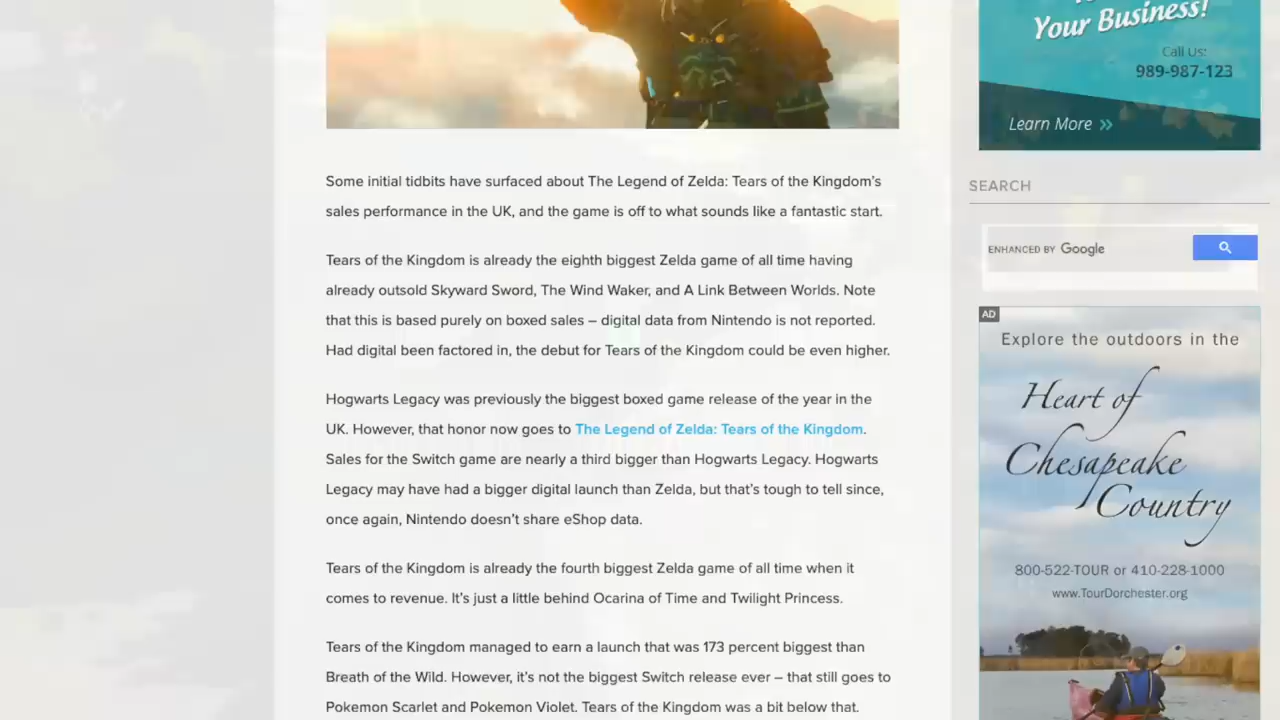 Your Business!
Call Us:
989-987-123
Learn More »
Some initial tidbits have surfaced about The Legend of Zelda: Tears of the Kingdom’s
sales performance in the UK, and the game is off to what sounds like a fantastic start.
Tears of the Kingdom is already the eighth biggest Zelda game of all time having
already outsold Skyward Sword, The Wind Waker, and A Link Between Worlds. Note
that this is based purely on boxed sales – digital data from Nintendo is not reported.
Had digital been factored in, the debut for Tears of the Kingdom could be even higher.
Hogwarts Legacy was previously the biggest boxed game release of the year in the
UK. However, that honor now goes to The Legend of Zelda: Tears of the Kingdom.
Sales for the Switch game are nearly a third bigger than Hogwarts Legacy. Hogwarts
Legacy may have had a bigger digital launch than Zelda, but that’s tough to tell since,
once again, Nintendo doesn’t share eShop data.
Tears of the Kingdom is already the fourth biggest Zelda game of all time when it
comes to revenue. It’s just a little behind Ocarina of Time and Twilight Princess.
Tears of the Kingdom managed to earn a launch that was 173 percent biggest than
Breath of the Wild. However, it’s not the biggest Switch release ever – that still goes to
Pokemon Scarlet and Pokemon Violet. Tears of the Kingdom was a bit below that.
SEARCH
ENHANCED BY Google
AD
Explore the outdoors in the
Heart of
Chesapeake
Country
800-522-TOUR or 410-228-1000
www.TourDorchester.org